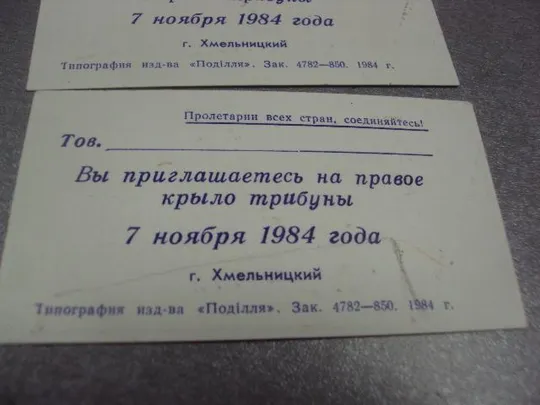 7 ноября 1984 года
г. Хмельницкий
Типография изд-ва «Поділля». Зак. 4782—850. 1984 г.
Пролетарии всех стран, соединяйтесь!
Тов.
Вы приглашаетесь на правое
крыло трибуны
7 ноября 1984 года
г. Хмельницкий
Типография изд-ва «Поділля». Зак. 4782—850. 1984 г.